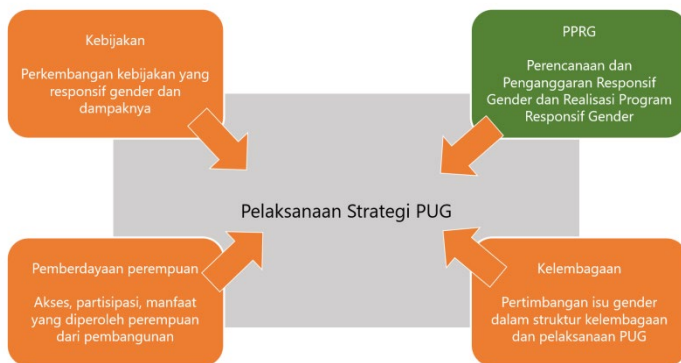 Kebijakan
Perkembangan kebijakan yang
responsif gender dan
dampaknya
PPRG
Perencanaan dan
Penganggaran Responsif
Gender dan Realisasi Program
Responsif Gender
Pelaksanaan Strategi PUG
Pemberdayaan perempuan
Akses, partisipasi, manfaat
yang diperoleh perempuan
dari pembangunan
Kelembagaan
Pertimbangan isu gender
dalam struktur kelembagaan
dan pelaksanaan PUG